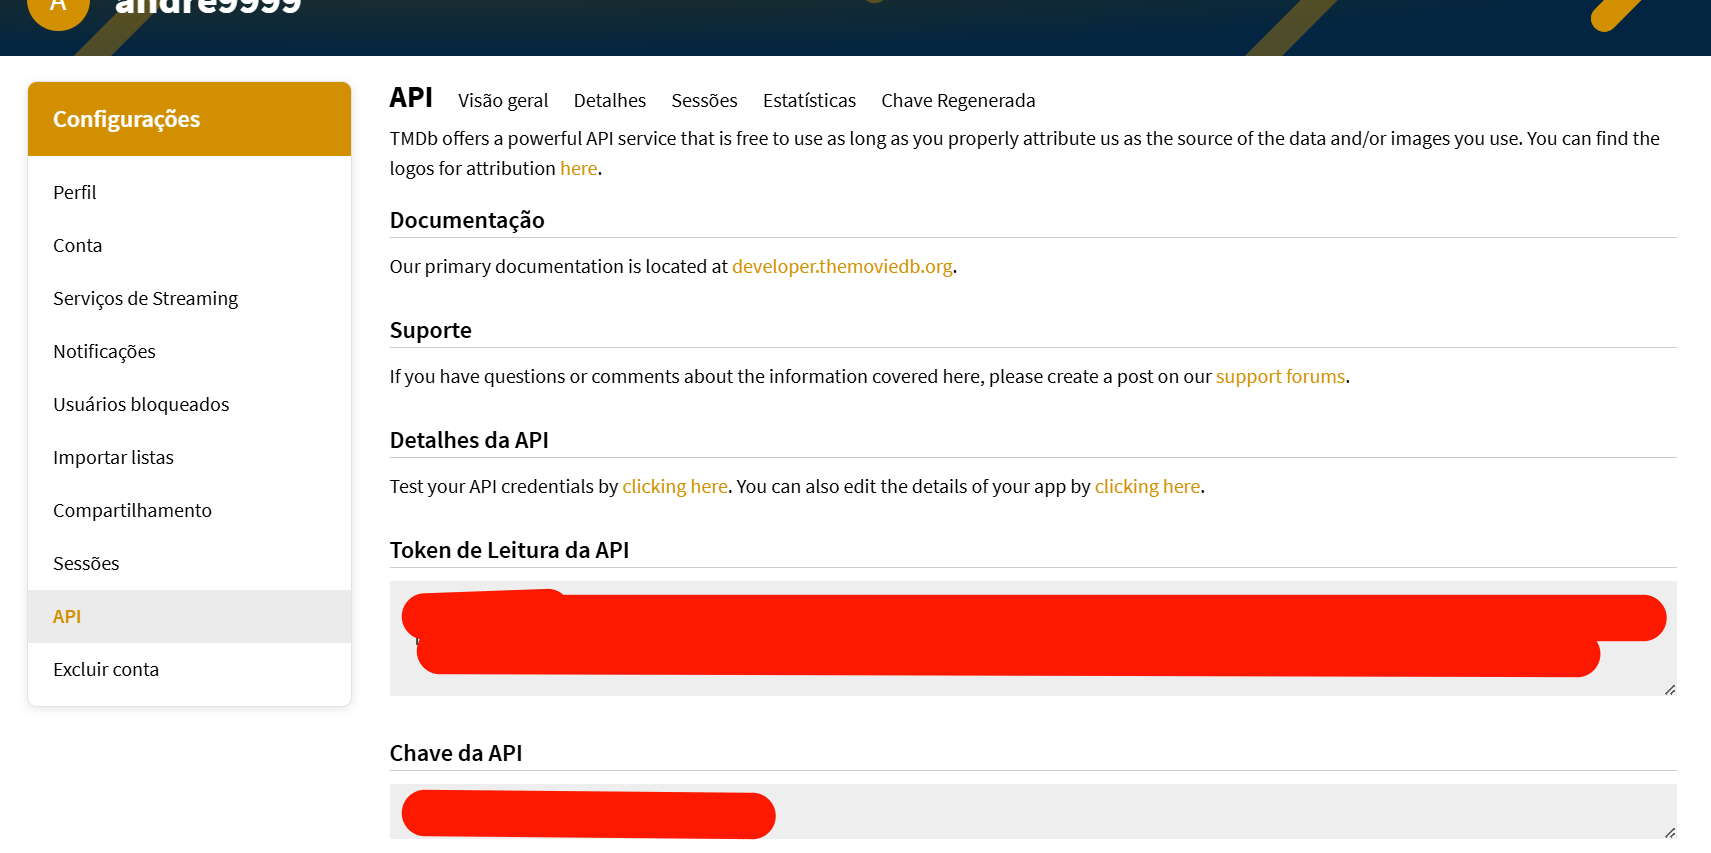 A andre9999
Configurações
Perfil
Conta
Serviços de Streaming
Notificações
Usuários bloqueados
Importar listas
Compartilhamento
Sessões
API
Excluir conta
API Visão geral Detalhes Sessões Estatísticas Chave Regenerada
TMDb offers a powerful API service that is free to use as long as you properly attribute us as the source of the data and/or images you use. You can find the
logos for attribution here.
Documentação
Our primary documentation is located at developer.themoviedb.org.
Suporte
If you have questions or comments about the information covered here, please create a post on our support forums.
Detalhes da API
Test your API credentials by clicking here. You can also edit the details of your app by clicking here.
Token de Leitura da API
Chave da API